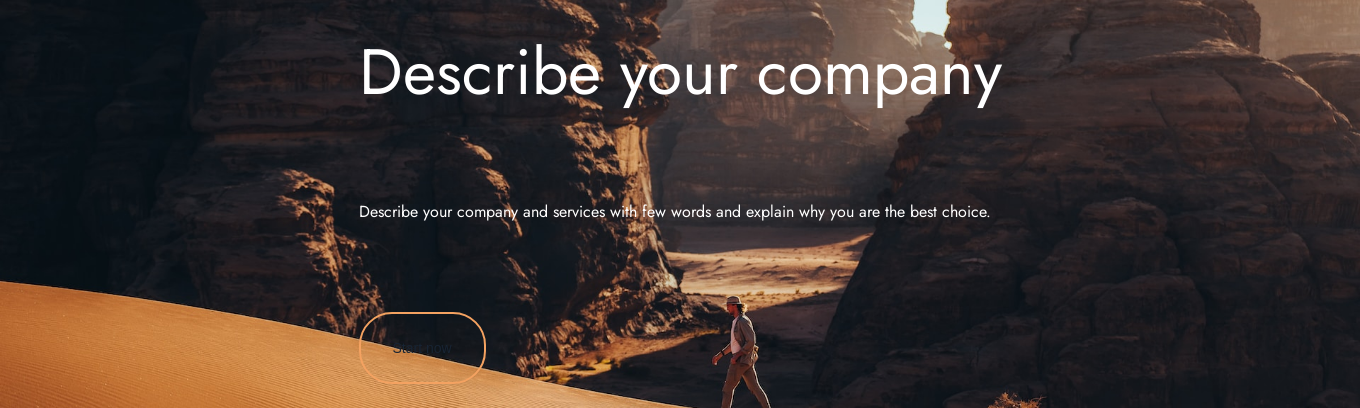 Describe your company
Describe your company and services with few words and explain why you are the best choice.
Start now